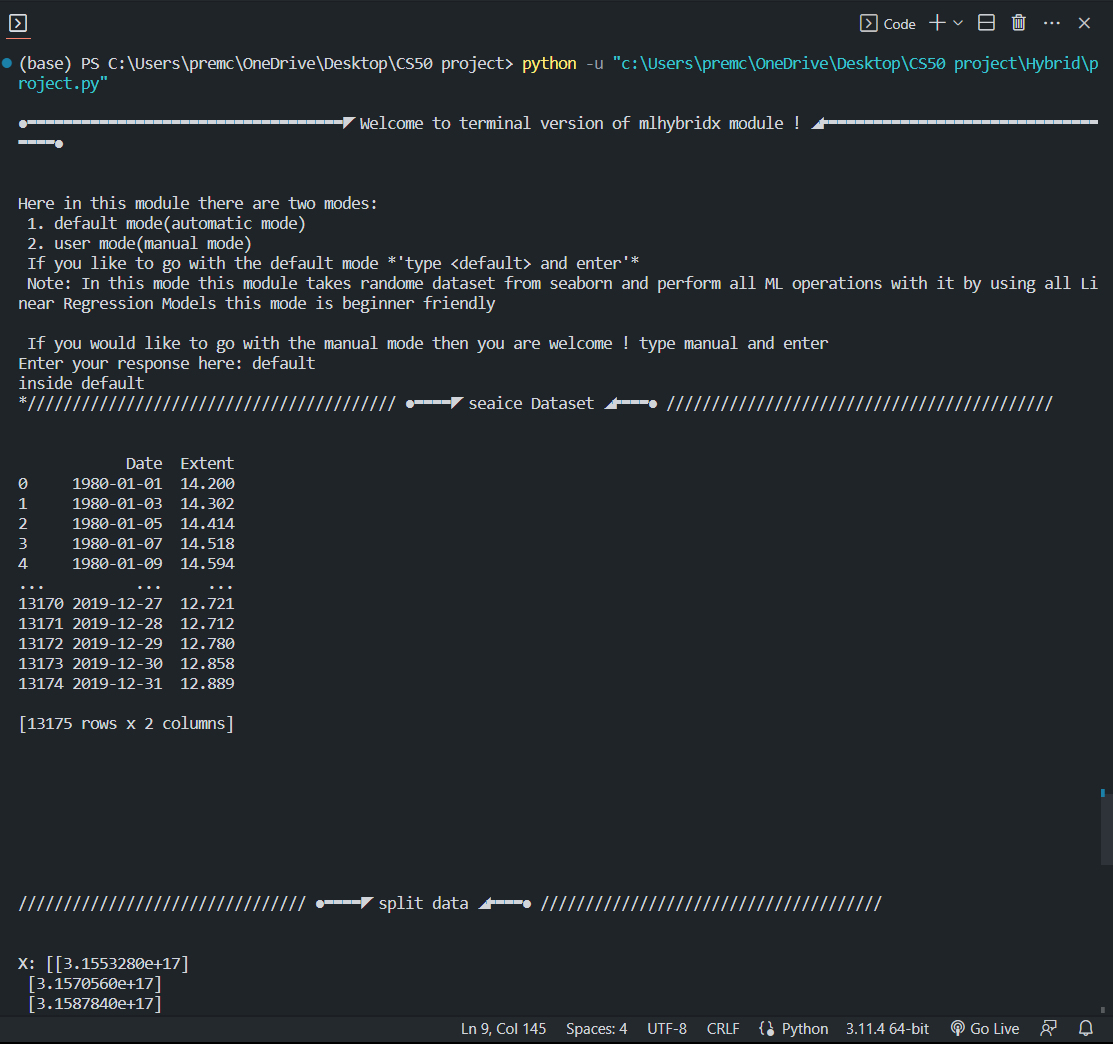 Code
(base) PS C:\Users\premc\OneDrive\Desktop\CS50 project> python -u "c:\Users\premc\OneDrive\Desktop\CS50 project\Hybrid\p
roject.py"
●━━━━━━━━━━━━━━━━━━━━━━━━━━━━━━━━━━━◤ Welcome to terminal version of mlhybridx module ! ◢━━━━━━━━━━━━━━━━━━━━━━━━━━━━━━
━━━━●
Here in this module there are two modes:
1. default mode(automatic mode)
2. user mode(manual mode)
If you like to go with the default mode *'type <default> and enter'*
Note: In this mode this module takes randome dataset from seaborn and perform all ML operations with it by using all Li
near Regression Models this mode is beginner friendly
If you would like to go with the manual mode then you are welcome ! type manual and enter
Enter your response here: default
inside default
*///////////////////////////////////////// ●━━━━◤ seaice Dataset ◢━━━━● ///////////////////////////////////////////
Date Extent
0 1980-01-01 14.200
1 1980-01-03 14.302
2 1980-01-05 14.414
3 1980-01-07 14.518
4 1980-01-09 14.594
... ... ...
13170 2019-12-27 12.721
13171 2019-12-28 12.712
13172 2019-12-29 12.780
13173 2019-12-30 12.858
13174 2019-12-31 12.889
[13175 rows x 2 columns]
//////////////////////////////// ●━━━━◤ split data ◢━━━━● //////////////////////////////////////
X: [[3.1553280e+17]
[3.1570560e+17]
[3.1587840e+17]
Ln 9, Col 145 Spaces: 4 UTF-8 CRLF Python 3.11.4 64-bit Go Live